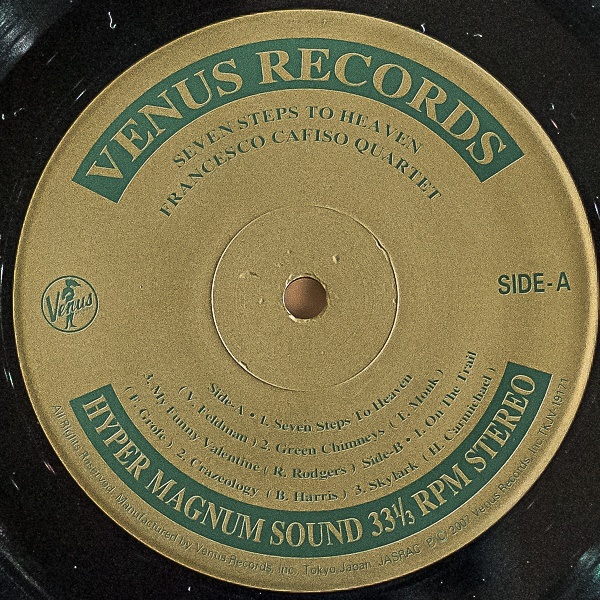 VENUS RECORDS
SEVEN STEPS TO HEAVEN
FRANCESCO CAFISO QUARTET
Venus
SIDE-A
Side-A • 1. Seven Steps To Heaven
( V. Feldman ) 2. Green Chimneys ( T. Monk )
3. My Funny Valentine ( R. Rodgers ) Side-B • 1. On The Trail
( F. Grofe ) 2. Crazeology ( B. Harris ) 3. Skylark ( H. Carmichael )
HYPER MAGNUM SOUND 33⅓ RPM STEREO
All Rights Reserved. Manufactured by Venus Records, Inc., Tokyo, Japan. JASRAC ℗ © 2007 Venus Records, Inc. TKJV-19171